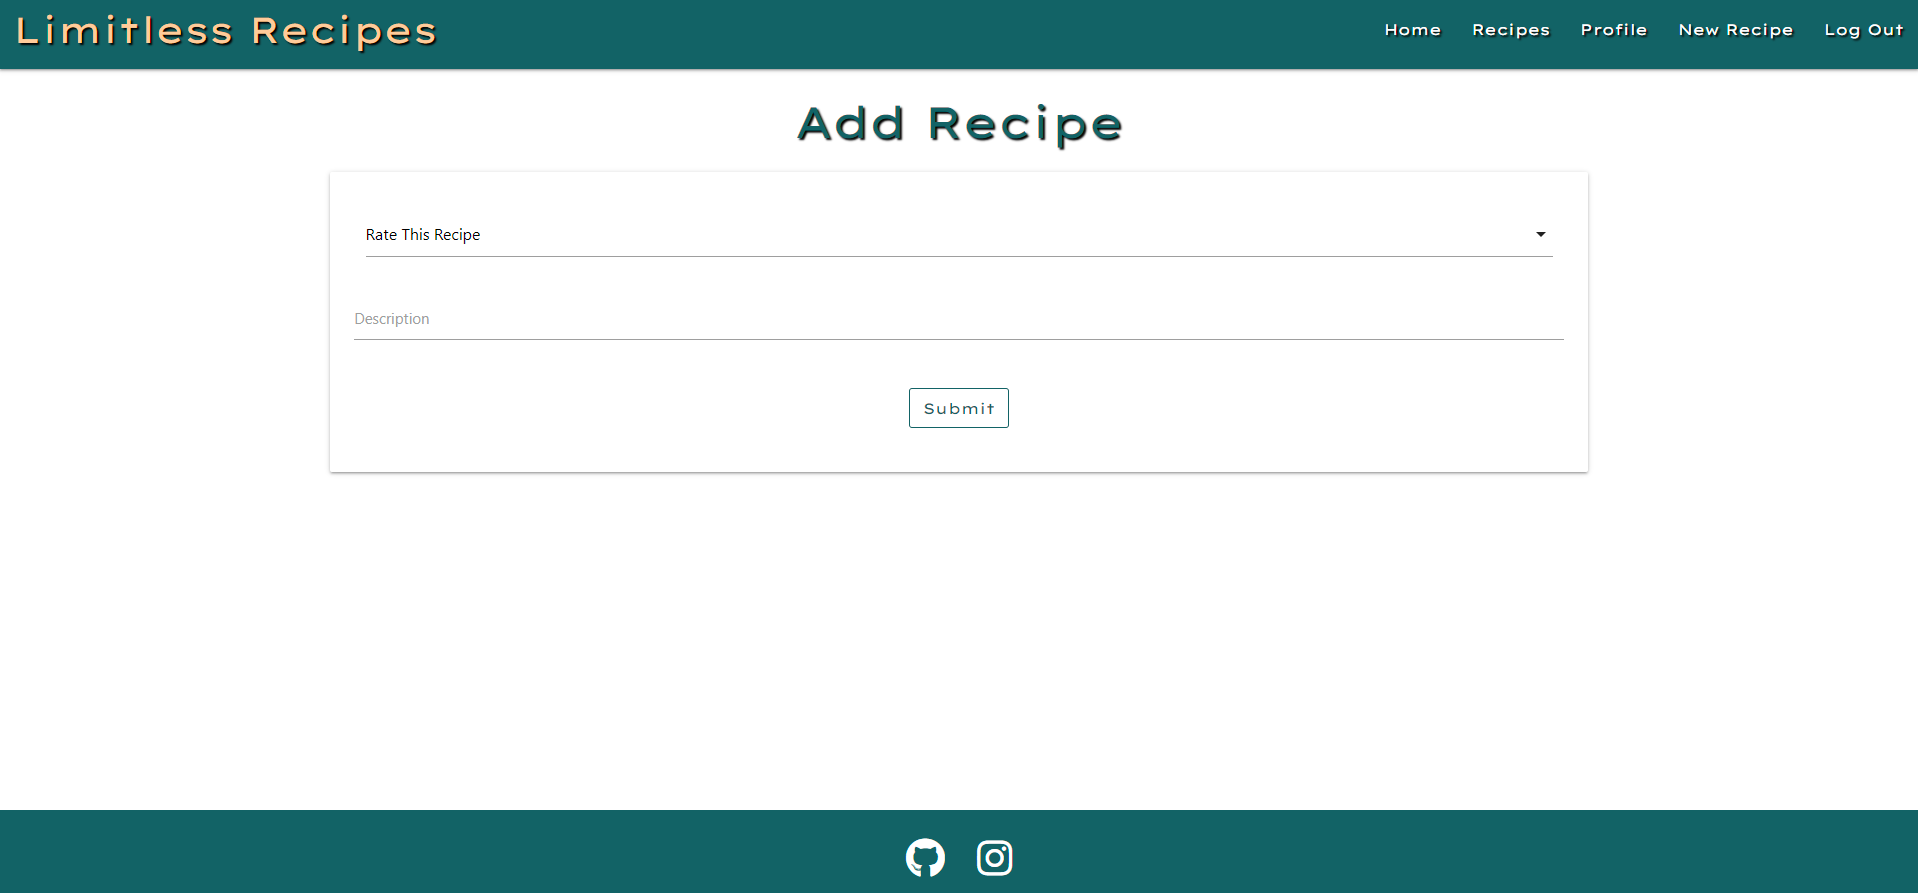 Limitless Recipes
Home Recipes Profile New Recipe Log Out
Add Recipe
Rate This Recipe
Description
Submit